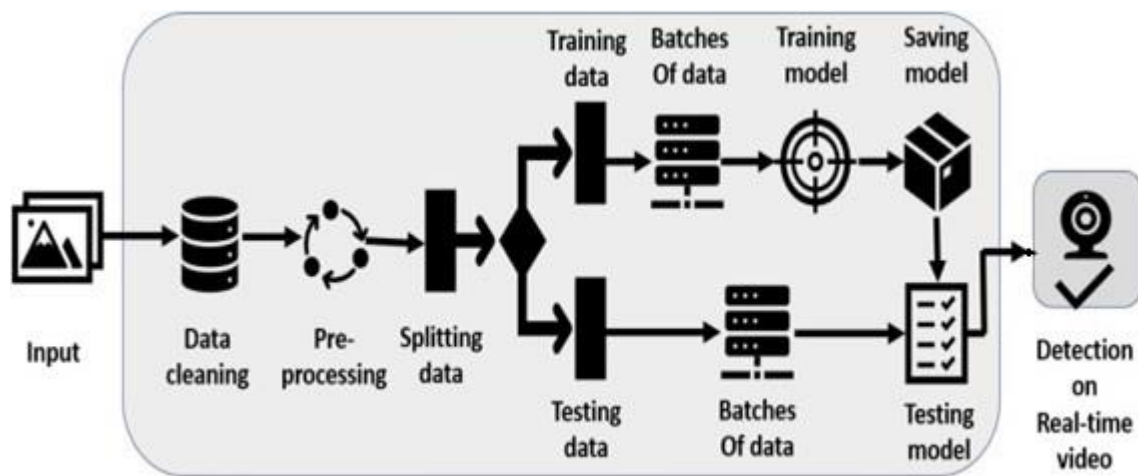 Training
data
Batches
Of data
Training
model
Saving
model
Input
Data
cleaning
Pre-
processing
Splitting
data
Testing
data
Batches
Of data
Testing
model
Detection
on
Real-time
video